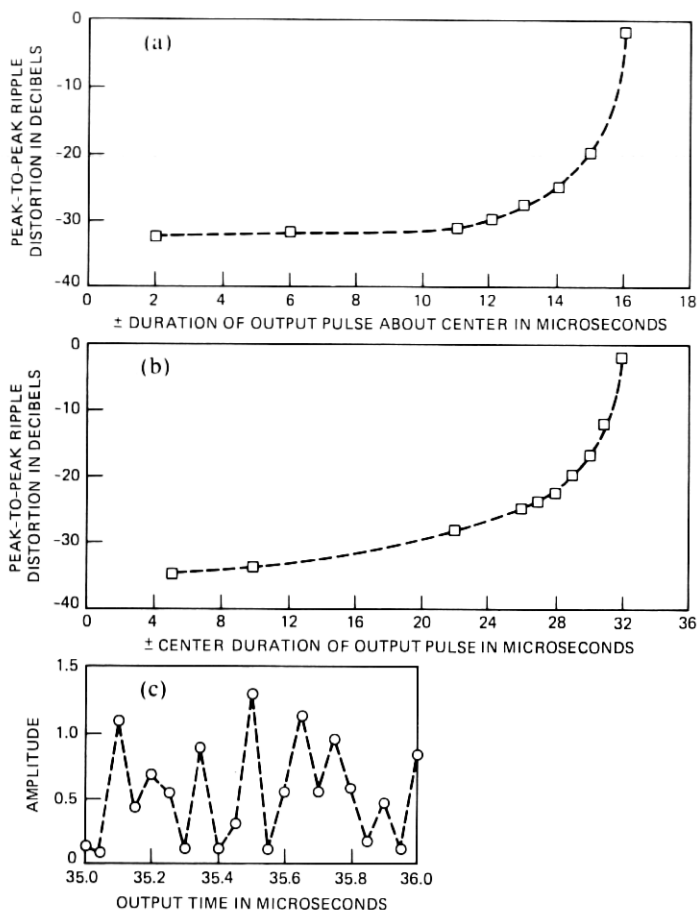 (a)
0
-10
-20
-30
-40
PEAK-TO-PEAK RIPPLE
DISTORTION IN DECIBELS
0 2 4 6 8 10 12 14 16 18
± DURATION OF OUTPUT PULSE ABOUT CENTER IN MICROSECONDS
(b)
0
-10
-20
-30
-40
PEAK-TO-PEAK RIPPLE
DISTORTION IN DECIBELS
0 4 8 12 16 20 24 28 32 36
± CENTER DURATION OF OUTPUT PULSE IN MICROSECONDS
(c)
1.5
1.0
0.5
0
AMPLITUDE
35.0 35.2 35.4 35.6 35.8 36.0
OUTPUT TIME IN MICROSECONDS